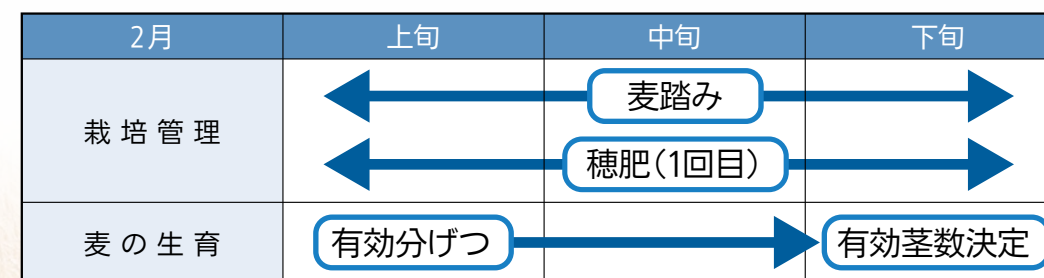 2月 上旬 中旬 下旬
栽培管理
麦踏み
穂肥(1回目)
麦の生育 有効分げつ 有効茎数決定